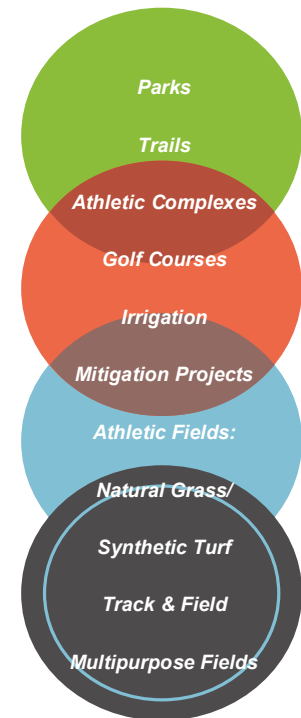 Parks
Trails
Athletic Complexes
Golf Courses
Irrigation
Mitigation Projects
Athletic Fields:
Natural Grass/
Synthetic Turf
Track & Field
Multipurpose Fields